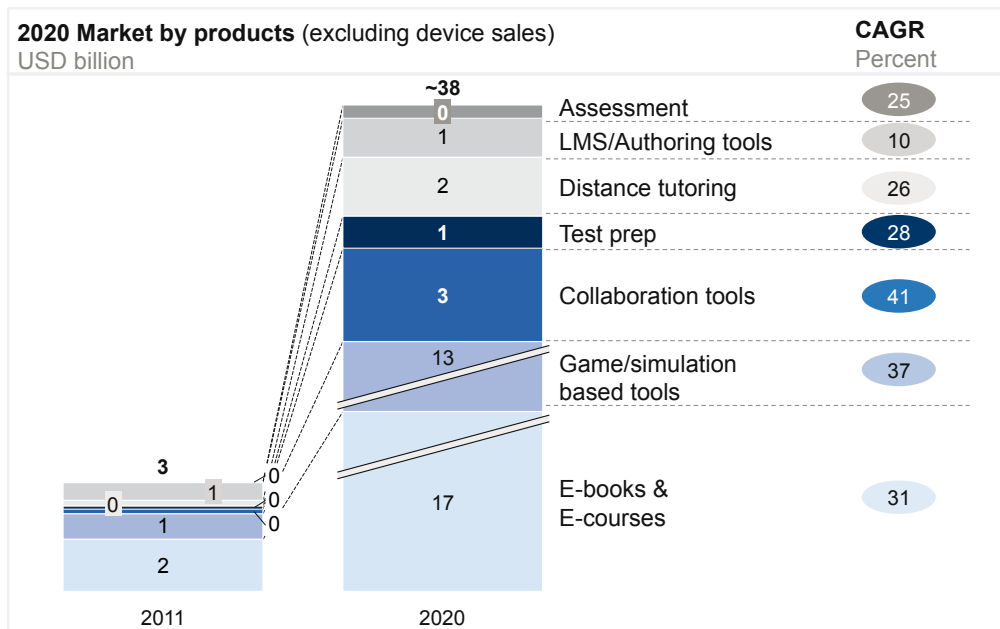 2020 Market by products (excluding device sales)
USD billion
CAGR
Percent
~38
0
Assessment
25
1
LMS/Authoring tools
10
2
Distance tutoring
26
1
Test prep
28
3
Collaboration tools
41
13
Game/simulation
based tools
37
17
E-books &
E-courses
31
3
0
1
0
0
1
0
2
2011
2020